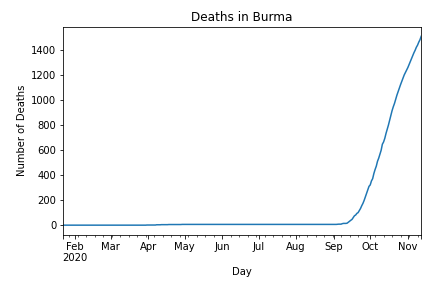 Deaths in Burma
Number of Deaths
1400
1200
1000
800
600
400
200
0
Feb Mar Apr May Jun Jul Aug Sep Oct Nov
2020
Day